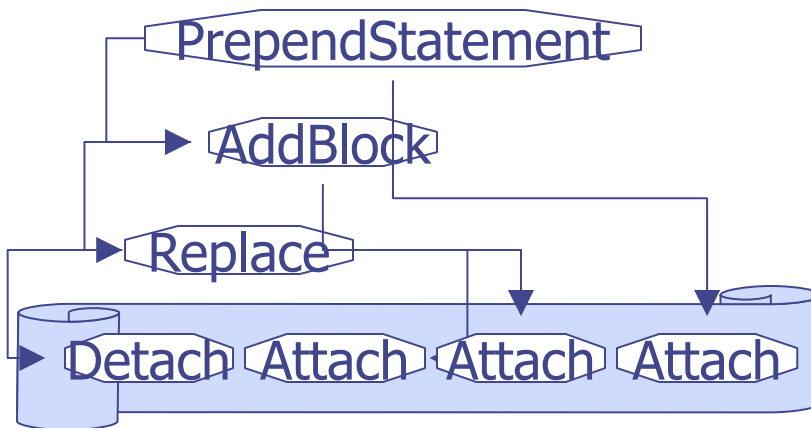 PrependStatement
AddBlock
Replace
Detach Attach Attach Attach